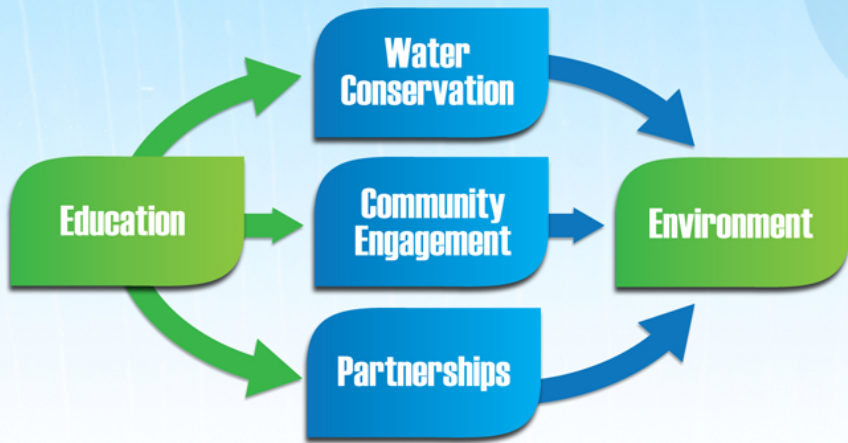 Water
Conservation
Education
Community
Engagement
Environment
Partnerships